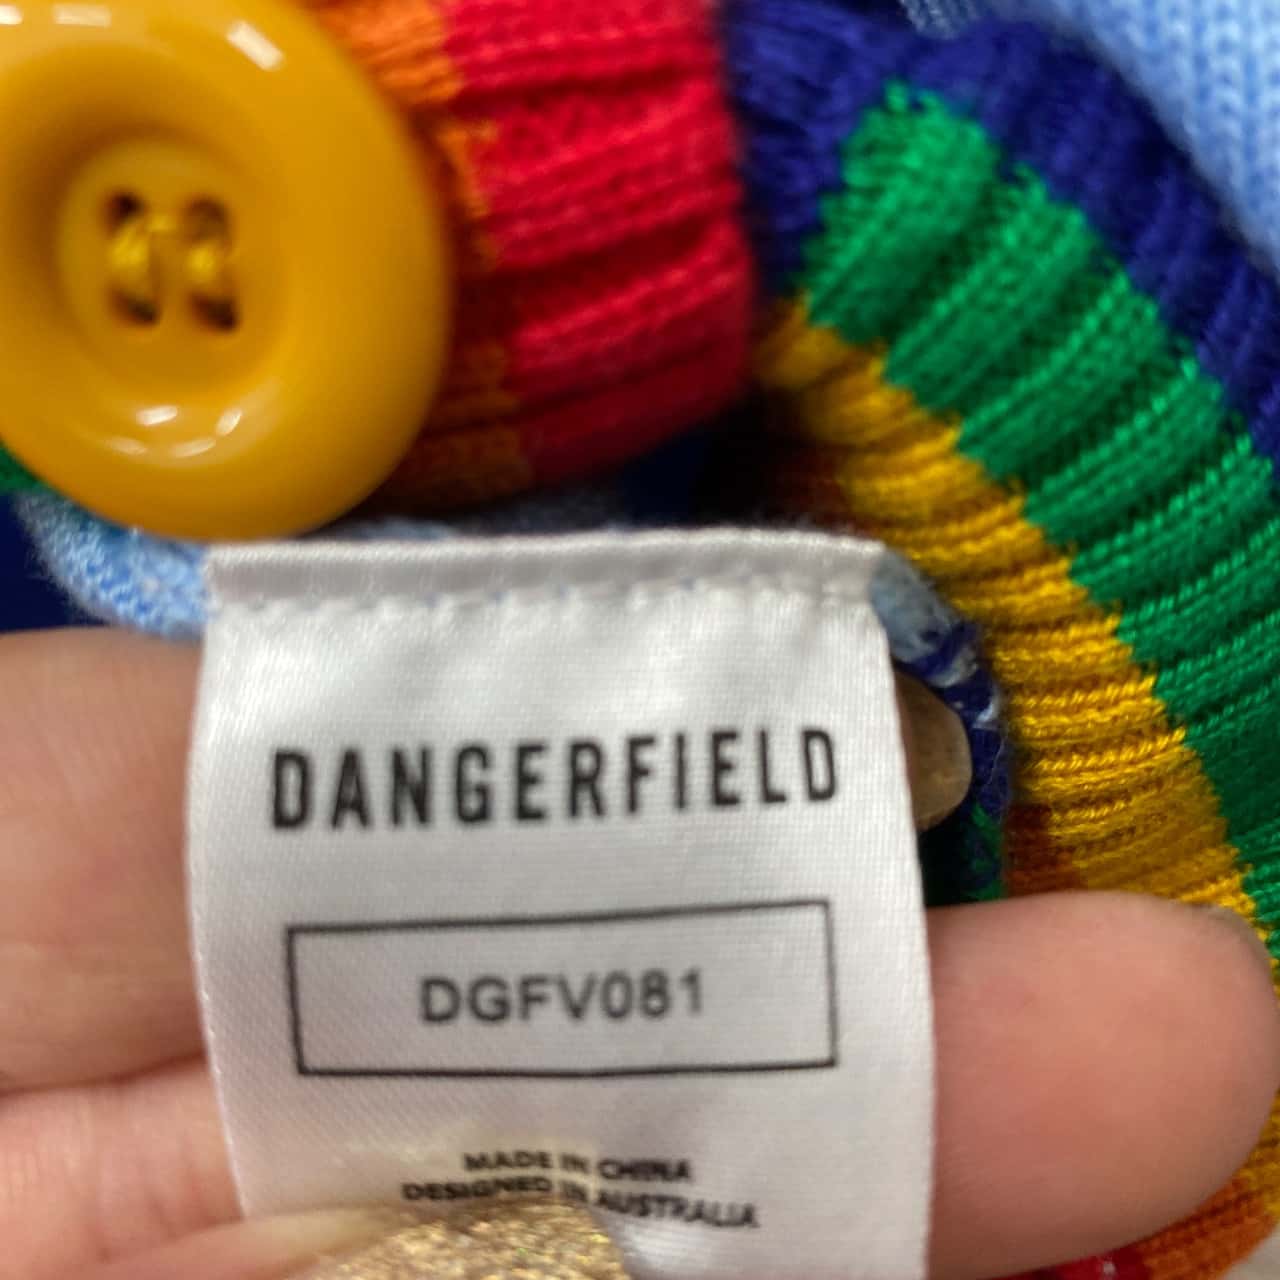 DANGERFIELD
DGFV081
MADE IN CHINA
DESIGNED IN AUSTRALIA